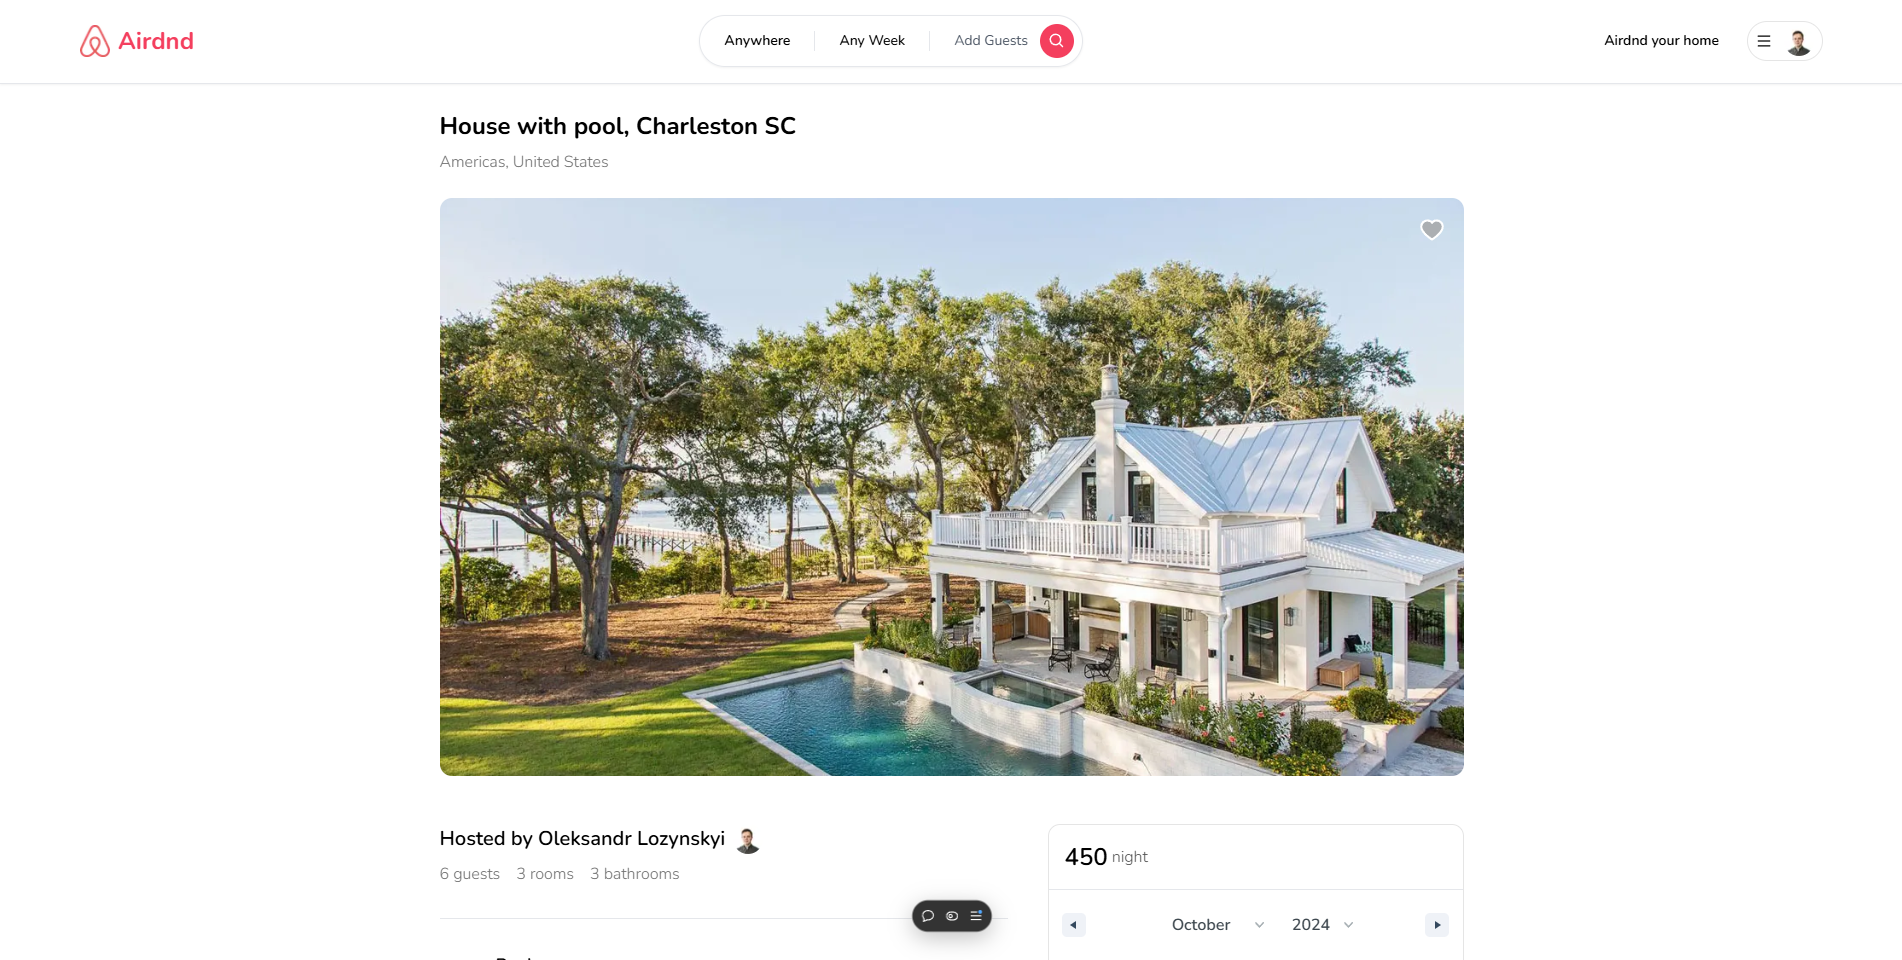 Airdnd
Anywhere
Any Week
Add Guests
Airdnd your home
House with pool, Charleston SC
Americas, United States
Hosted by Oleksandr Lozynskyi
6 guests 3 rooms 3 bathrooms
450 night
October 2024